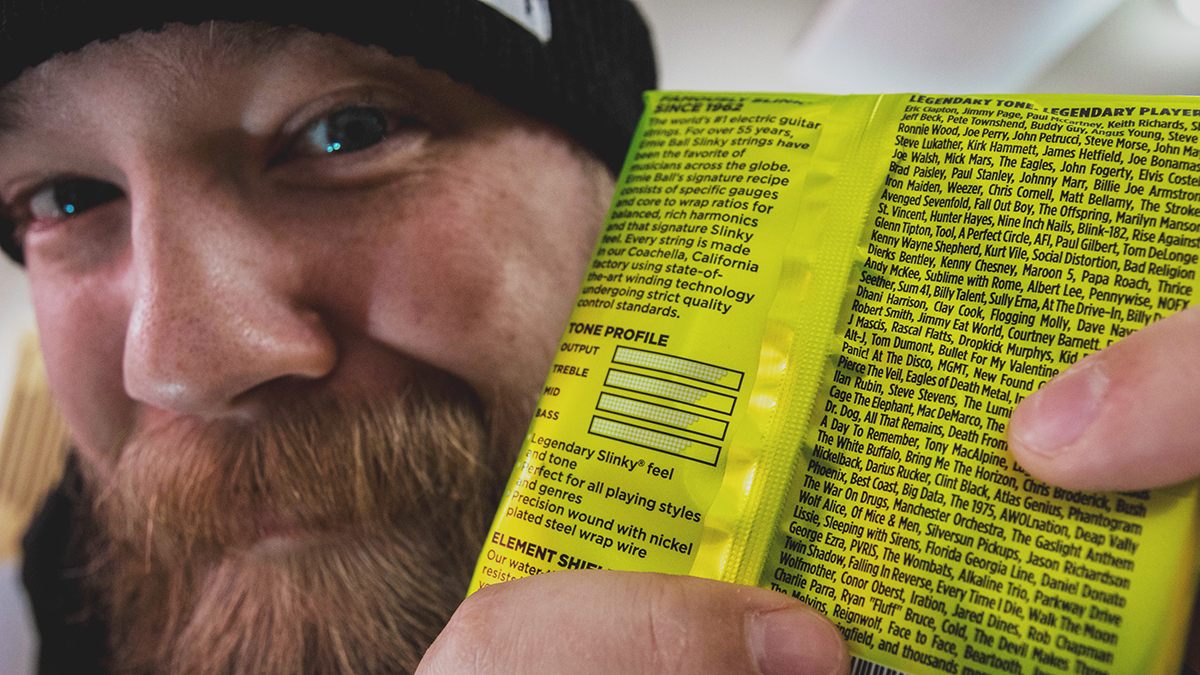 FAMOUSLY SLINKY
SINCE 1962
The world's #1 electric guitar
strings. For over 55 years,
Ernie Ball Slinky strings have
been the favorite of
musicians across the globe.
Ernie Ball's signature recipe
consists of specific gauges
and core to wrap ratios for
balanced, rich harmonics
and that signature Slinky
feel. Every string is made
in our Coachella, California
factory using state-of-
the-art winding technology
undergoing strict quality
control standards.
TONE PROFILE
OUTPUT
TREBLE
MID
BASS
Legendary Slinky® feel
and tone
Perfect for all playing styles
and genres
Precision wound with nickel
plated steel wrap wire
ELEMENT
Our
LEGENDARY TONE. LEGENDARY PLAYERS
Eric Clapton, Jimmy Page, Paul McCartney, Keith Richards,
Jeff Beck, Pete Townshend, Buddy Guy, Angus Young, Steve
Ronnie Wood, Joe Perry, John Petrucci, Steve Morse, John
Steve Lukather, Kirk Hammett, James Hetfield, Joe
Joe Walsh, Mick Mars, The Eagles, John Fogerty, Elvis
Brad Paisley, Paul Stanley, Johnny Marr, Billie Joe
Iron Maiden, Weezer, Chris Cornell, Matt Bellamy, The
Avenged Sevenfold, Fall Out Boy, The Offspring, Marilyn Manson
St. Vincent, Hunter Hayes, Nine Inch Nails, Blink-182, Rise
Glenn Tipton, Tool, A Perfect Circle, AFI, Paul Gilbert, Tom DeLonge
Kenny Wayne Shepherd, Kurt Vile, Social Distortion, Bad Religion
Dierks Bentley, Kenny Chesney, Maroon 5, Papa Roach, Thrice
Andy McKee, Sublime with Rome, Albert Lee, Pennywise, NOFX
Seether, Sum 41, Billy Talent, Sully Erna, At The Drive-In, Billy
Dhani Harrison, Clay Cook, Flogging Molly, Dave
Robert Smith, Jimmy Eat World, Courtney Barnett,
J Mascis, Rascal Flatts, Dropkick Murphys, Kid
Alt-J, Tom Dumont, Bullet For My Valentine
Panic! At The Disco, MGMT, New Found
Pierce The Veil, Eagles of Death Metal,
Ilan Rubin, Steve Stevens, The
Cage The Elephant, Mac DeMarco, The
Dr. Dog, All That Remains, Death From
A Day To Remember, Tony MacAlpine,
The White Buffalo, Bring Me The Horizon, Chris Broderick, Bush
Nickelback, Darius Rucker, Clint Black, Atlas Genius, Phantogram
Phoenix, Best Coast, Big Data, The 1975, AWOLnation, Deap Vally
The War On Drugs, Manchester Orchestra, The Gaslight Anthem
Wolf Alice, Of Mice & Men, Silversun Pickups, Jason Richardson
Lissie, Sleeping with Sirens, Florida Georgia Line, Daniel Donato
George Ezra, PVRIS, The Wombats, Alkaline Trio, Parkway Drive
Twin Shadow, Falling In Reverse, Every Time I Die, Walk The Moon
Wolfmother, Conor Oberst, Iration, Jared Dines, Rob Chapman
Charlie Parra, Ryan "Fluff" Bruce, Cold, The Devil Makes Three
The Melvins, Reignwolf, Face to Face, Beartooth,
and thousands